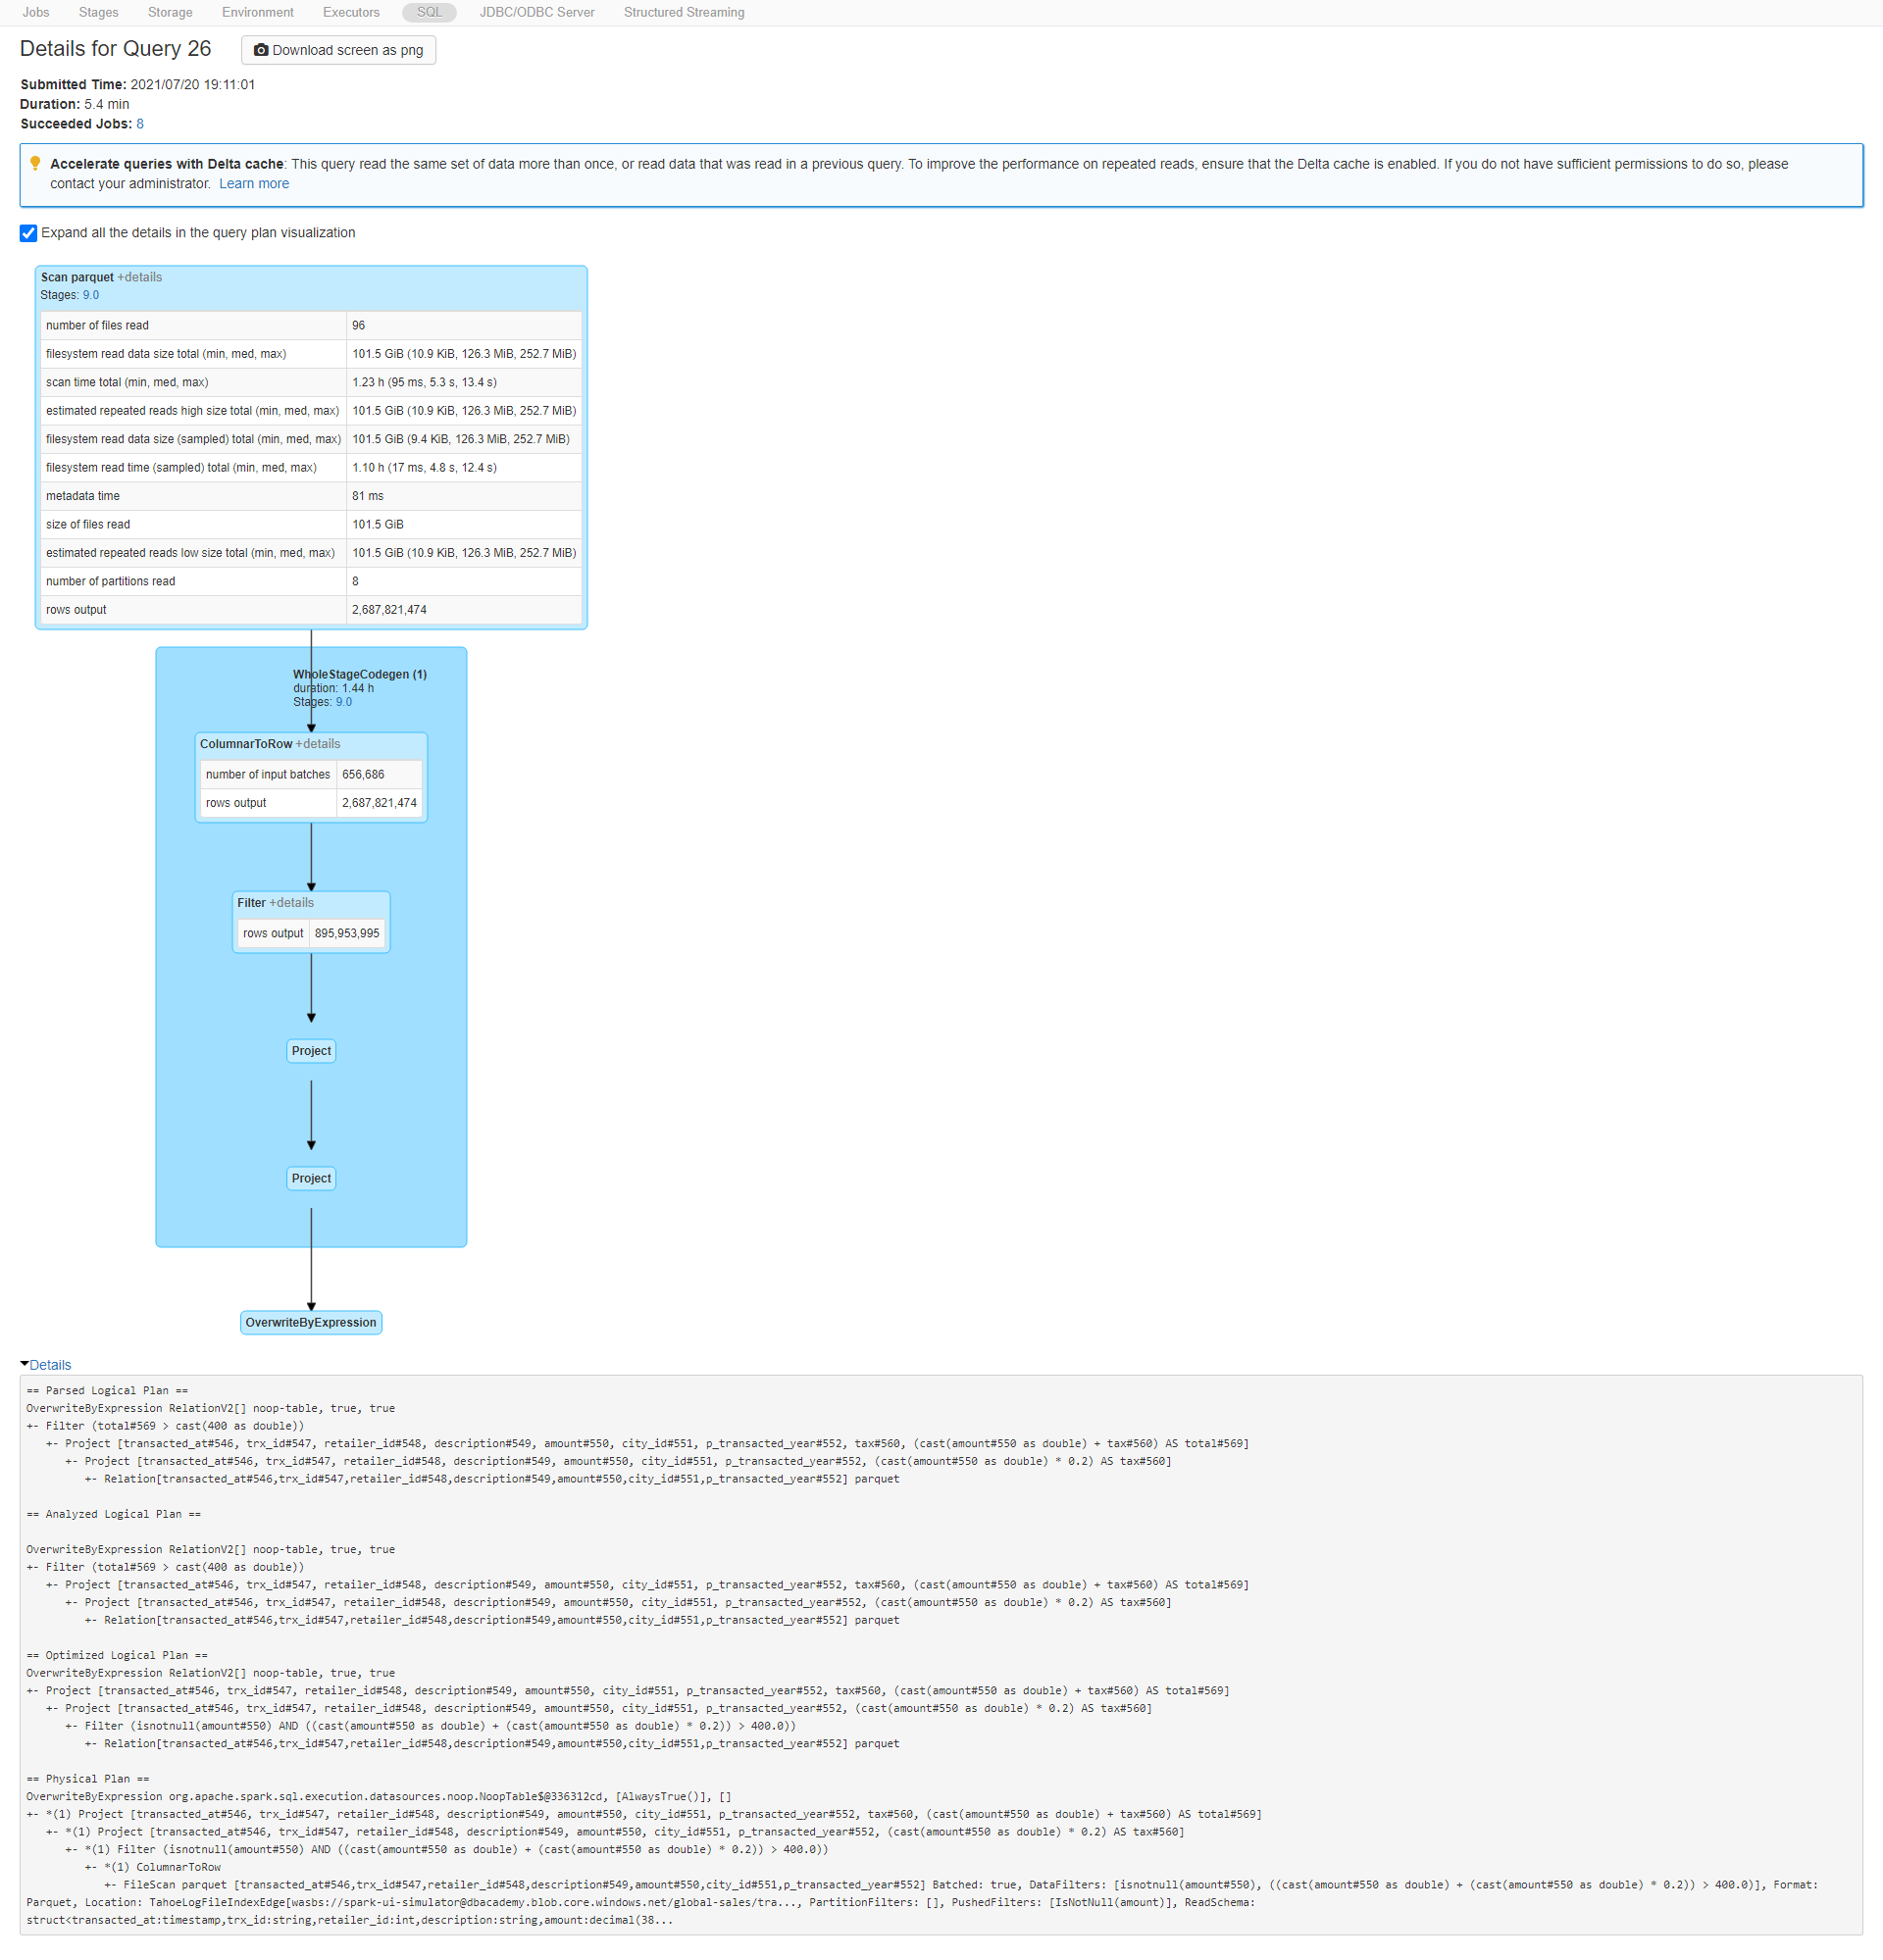 Jobs Stages Storage Environment Executors SQL JDBC/ODBC Server Structured Streaming
Details for Query 26 Download screen as png
Submitted Time: 2021/07/20 19:11:01
Duration: 5.4 min
Succeeded Jobs: 8
Accelerate queries with Delta cache: This query read the same set of data more than once, or read data that was read in a previous query. To improve the performance on repeated reads, ensure that the Delta cache is enabled. If you do not have sufficient permissions to do so, please
contact your administrator. Learn more
Expand all the details in the query plan visualization
Scan parquet +details
Stages: 9.0
number of files read 96
filesystem read data size total (min, med, max) 101.5 GiB (10.9 KiB, 126.3 MiB, 252.7 MiB)
scan time total (min, med, max) 1.23 h (95 ms, 5.3 s, 13.4 s)
estimated repeated reads high size total (min, med, max) 101.5 GiB (10.9 KiB, 126.3 MiB, 252.7 MiB)
filesystem read data size (sampled) total (min, med, max) 101.5 GiB (9.4 KiB, 126.3 MiB, 252.7 MiB)
filesystem read time (sampled) total (min, med, max) 1.10 h (17 ms, 4.8 s, 12.4 s)
metadata time 81 ms
size of files read 101.5 GiB
estimated repeated reads low size total (min, med, max) 101.5 GiB (10.9 KiB, 126.3 MiB, 252.7 MiB)
number of partitions read 8
rows output 2,687,821,474
WholeStageCodegen (1)
duration: 1.44 h
Stages: 9.0
ColumnarToRow +details
number of input batches 656,686
rows output 2,687,821,474
Filter +details
rows output 895,953,995
Project
Project
OverwriteByExpression
Details
== Parsed Logical Plan ==
OverwriteByExpression RelationV2[] noop-table, true, true
+- Filter (total#569 > cast(400 as double))
+- Project [transacted_at#546, trx_id#547, retailer_id#548, description#549, amount#550, city_id#551, p_transacted_year#552, tax#560, (cast(amount#550 as double) + tax#560) AS total#569]
+- Project [transacted_at#546, trx_id#547, retailer_id#548, description#549, amount#550, city_id#551, p_transacted_year#552, (cast(amount#550 as double) * 0.2) AS tax#560]
+- Relation[transacted_at#546,trx_id#547,retailer_id#548,description#549,amount#550,city_id#551,p_transacted_year#552] parquet
== Analyzed Logical Plan ==
OverwriteByExpression RelationV2[] noop-table, true, true
+- Filter (total#569 > cast(400 as double))
+- Project [transacted_at#546, trx_id#547, retailer_id#548, description#549, amount#550, city_id#551, p_transacted_year#552, tax#560, (cast(amount#550 as double) + tax#560) AS total#569]
+- Project [transacted_at#546, trx_id#547, retailer_id#548, description#549, amount#550, city_id#551, p_transacted_year#552, (cast(amount#550 as double) * 0.2) AS tax#560]
+- Relation[transacted_at#546,trx_id#547,retailer_id#548,description#549,amount#550,city_id#551,p_transacted_year#552] parquet
== Optimized Logical Plan ==
OverwriteByExpression RelationV2[] noop-table, true, true
+- Project [transacted_at#546, trx_id#547, retailer_id#548, description#549, amount#550, city_id#551, p_transacted_year#552, tax#560, (cast(amount#550 as double) + tax#560) AS total#569]
+- Project [transacted_at#546, trx_id#547, retailer_id#548, description#549, amount#550, city_id#551, p_transacted_year#552, (cast(amount#550 as double) * 0.2) AS tax#560]
+- Filter (isnotnull(amount#550) AND ((cast(amount#550 as double) + (cast(amount#550 as double) * 0.2)) > 400.0))
+- Relation[transacted_at#546,trx_id#547,retailer_id#548,description#549,amount#550,city_id#551,p_transacted_year#552] parquet
== Physical Plan ==
OverwriteByExpression org.apache.spark.sql.execution.datasources.noop.NoopTable$@336312cd, [AlwaysTrue()], []
+- *(1) Project [transacted_at#546, trx_id#547, retailer_id#548, description#549, amount#550, city_id#551, p_transacted_year#552, tax#560, (cast(amount#550 as double) + tax#560) AS total#569]
+- *(1) Project [transacted_at#546, trx_id#547, retailer_id#548, description#549, amount#550, city_id#551, p_transacted_year#552, (cast(amount#550 as double) * 0.2) AS tax#560]
+- *(1) Filter (isnotnull(amount#550) AND ((cast(amount#550 as double) + (cast(amount#550 as double) * 0.2)) > 400.0))
+- *(1) ColumnarToRow
+- FileScan parquet [transacted_at#546,trx_id#547,retailer_id#548,description#549,amount#550,city_id#551,p_transacted_year#552] Batched: true, DataFilters: [isnotnull(amount#550), ((cast(amount#550 as double) + (cast(amount#550 as double) * 0.2)) > 400.0)], Format:
Parquet, Location: TahoeLogFileIndexEdge[wasbs://spark-ui-simulator@dbacademy.blob.core.windows.net/global-sales/tra..., PartitionFilters: [], PushedFilters: [IsNotNull(amount)], ReadSchema:
struct<transacted_at:timestamp,trx_id:string,retailer_id:int,description:string,amount:decimal(38...